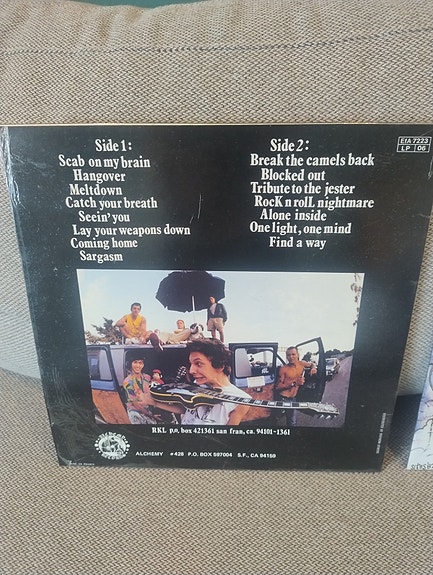 Side 1:
Scab on my brain
Hangover
Meltdown
Catch your breath
Seein' you
Lay your weapons down
Coming home
Sargasm
Side 2:
Break the camels back
Blocked out
Tribute to the jester
Rock n roll nightmare
Alone inside
One light, one mind
Find a way
EfA 7223
LP 06
RKL p.o. box 421361 san fran, ca. 94101-1361
ALCHEMY #428 P.O. BOX 597004 S.F., CA 94159